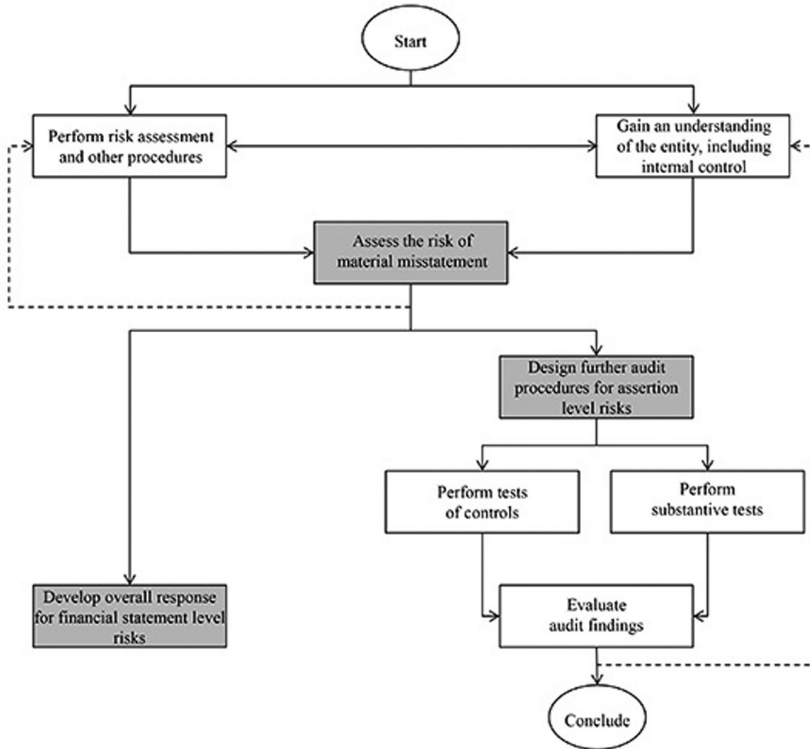 Start
Perform risk assessment
and other procedures
Gain an understanding
of the entity, including
internal control
Assess the risk of
material misstatement
Design further audit
procedures for assertion
level risks
Perform tests
of controls
Perform
substantive tests
Develop overall response
for financial statement level
risks
Evaluate
audit findings
Conclude